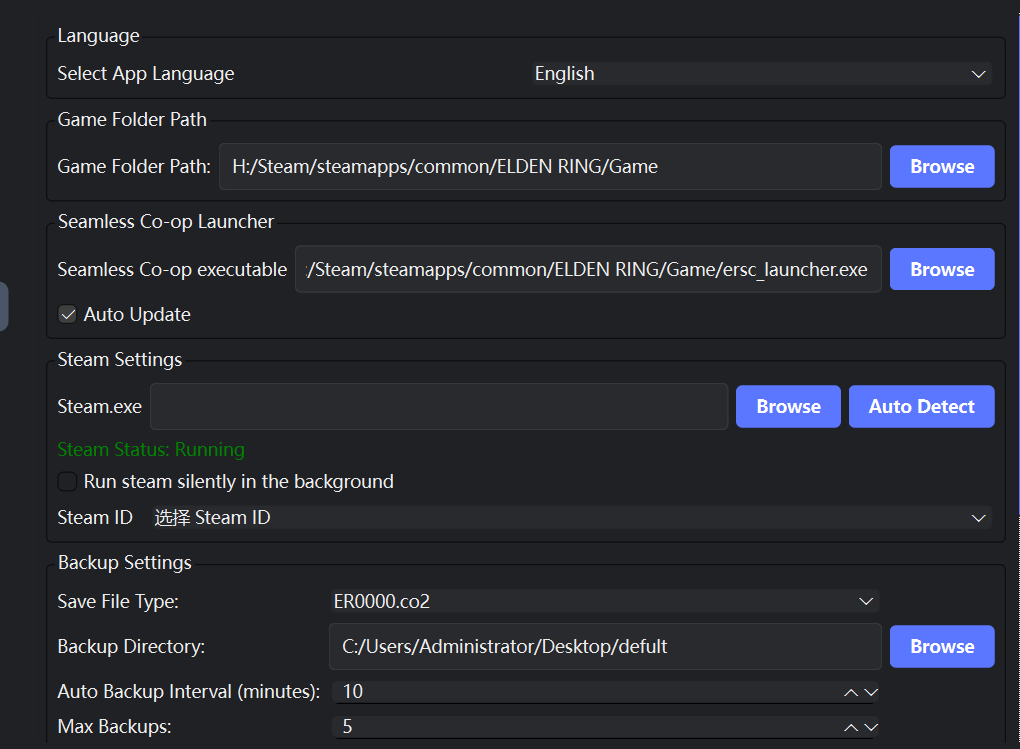 Language
Select App Language English
Game Folder Path
Game Folder Path: H:/Steam/steamapps/common/ELDEN RING/Game Browse
Seamless Co-op Launcher
Seamless Co-op executable :/Steam/steamapps/common/ELDEN RING/Game/ersc_launcher.exe Browse
Auto Update
Steam Settings
Steam.exe Browse Auto Detect
Steam Status: Running
Run steam silently in the background
Steam ID 选择 Steam ID
Backup Settings
Save File Type: ER0000.co2
Backup Directory: C:/Users/Administrator/Desktop/defult Browse
Auto Backup Interval (minutes): 10
Max Backups: 5